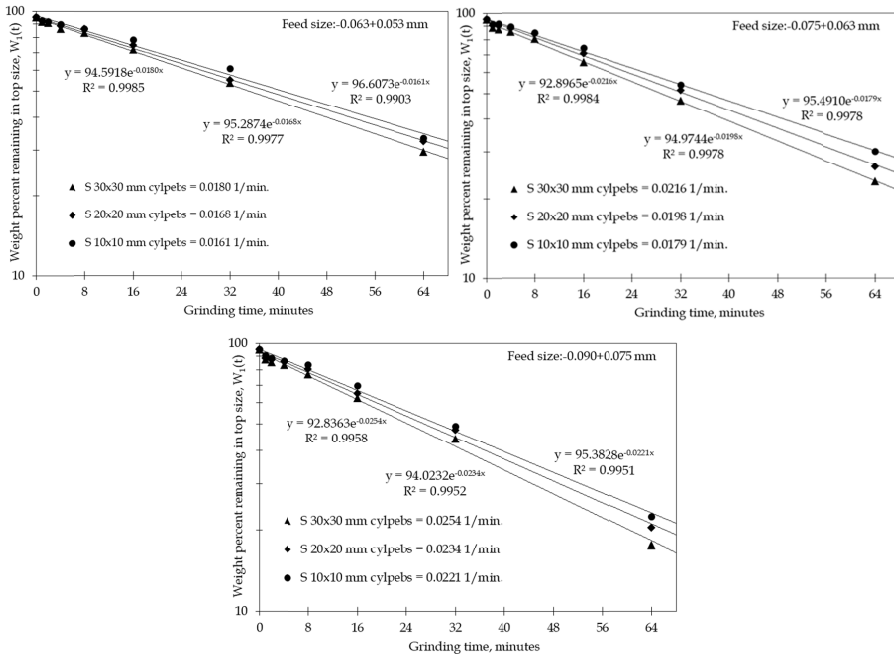 100
Feed size:-0.063+0.053 mm
y = 94.5918e-0.0180x
R² = 0.9985
96.6073e-0.0161x
R² = 0.9903
y = 95.2874e-0.0168x
R² = 0.9977
S 30x30 mm cylpebs = 0.0180 1/min.
S 20x20 mm cylpebs = 0.0168 1/min.
S 10x10 mm cylpebs = 0.0161 1/min.
10
0 8 16 24 32 40 48 56 64
Grinding time, minutes
Weight percent remaining in top size, W₁(t)
100
Feed size:-0.075+0.063 mm
y = 92.8965e-0.0216x
R² = 0.9984
y = 95.4910e-0.0179x
R² = 0.9978
y = 94.9744e-0.0198x
R² = 0.9978
S 30x30 mm cylpebs = 0.0216 1/min.
S 20x20 mm cylpebs = 0.0198 1/min.
S 10x10 mm cylpebs = 0.0179 1/min.
10
0 8 16 24 32 40 48 56 64
Grinding time, minutes
Weight percent remaining in top size, W₁(t)
100
Feed size:-0.090+0.075 mm
y = 92.8363e-0.0254x
R² = 0.9958
y = 95.3828e-0.0221x
R² = 0.9951
y = 94.0232e-0.0234x
R² = 0.9952
S 30x30 mm cylpebs = 0.0254 1/min.
S 20x20 mm cylpebs = 0.0234 1/min
S 10x10 mm cylpebs = 0.0221 1/min.
10
0 8 16 24 32 40 48 56 64
Grinding time, minutes
Weight percent remaining in top size, W₁(t)